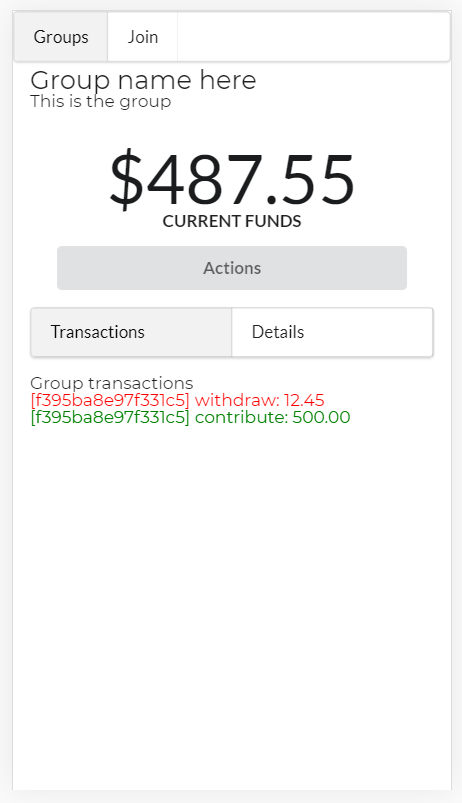 Groups Join
Group name here
This is the group
$487.55
CURRENT FUNDS
Actions
Transactions Details
Group transactions
[f395ba8e97f331c5] withdraw: 12.45
[f395ba8e97f331c5] contribute: 500.00